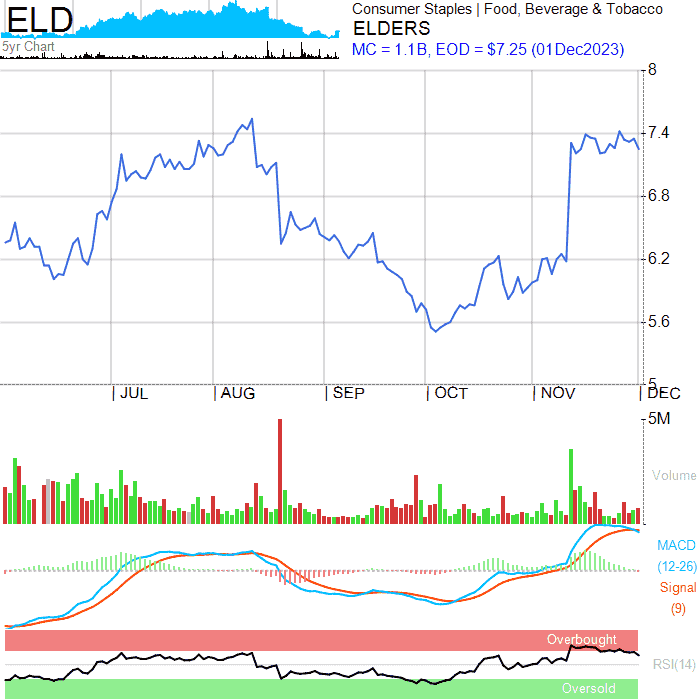 ELD
5yr Chart
Consumer Staples | Food, Beverage & Tobacco
ELDERS
MC = 1.1B, EOD = $7.25 (01Dec2023)
8
7.4
6.8
6.2
5.6
5
| JUL | AUG | SEP | OCT | NOV | DEC
5M
Volume
MACD
(12-26)
Signal
(9)
Overbought
RSI(14)
Oversold